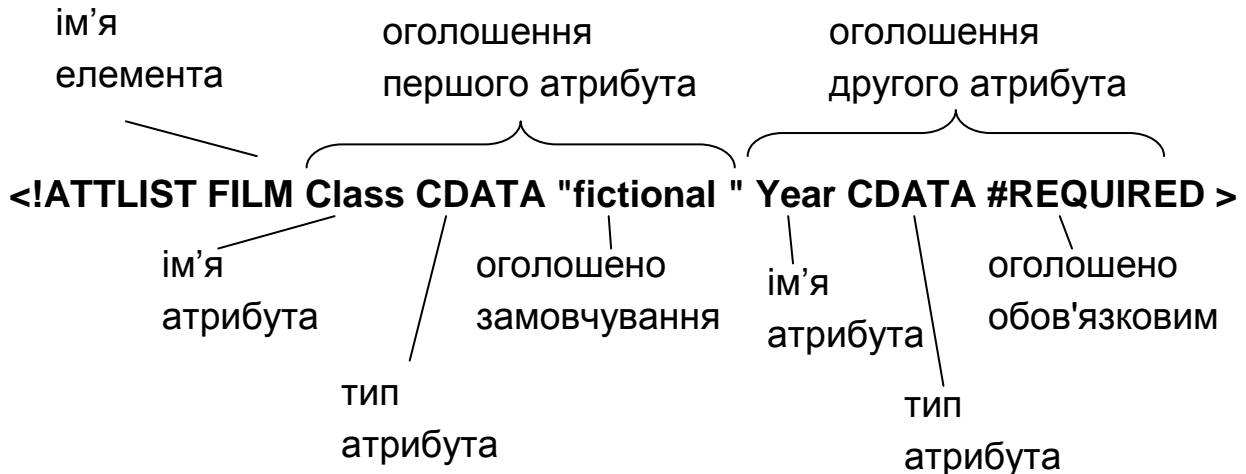 ім’я
елемента
оголошення
першого атрибута
оголошення
другого атрибута
<!ATTLIST FILM Class CDATA "fictional " Year CDATA #REQUIRED >
ім’я
атрибута
оголошено
замовчування
ім’я
атрибута
оголошено
обов'язковим
тип
атрибута
тип
атрибута